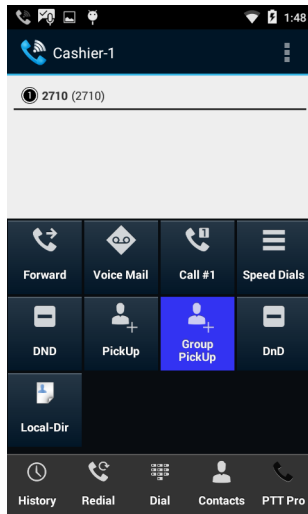 1:48
Cashier-1
1 2710 (2710)
1
Forward Voice Mail Call #1 Speed Dials
DND PickUp Group PickUp DnD
Local-Dir
History Redial Dial Contacts PTT Pro